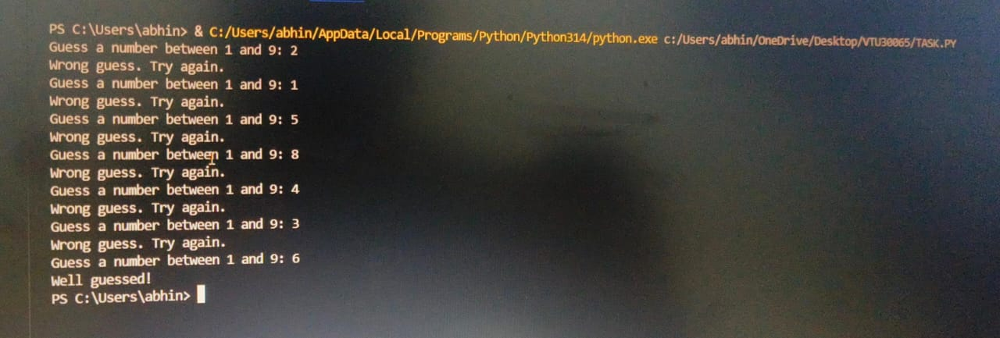 PS C:\Users\abhin> & C:/Users/abhin/AppData/Local/Programs/Python/Python314/python.exe c:/Users/abhin/OneDrive/Desktop/VTU30065/TASK.PY
Guess a number between 1 and 9: 2
Wrong guess. Try again.
Guess a number between 1 and 9: 1
Wrong guess. Try again.
Guess a number between 1 and 9: 5
Wrong guess. Try again.
Guess a number between 1 and 9: 8
Wrong guess. Try again.
Guess a number between 1 and 9: 4
Wrong guess. Try again.
Guess a number between 1 and 9: 3
Wrong guess. Try again.
Guess a number between 1 and 9: 6
Well guessed!
PS C:\Users\abhin>